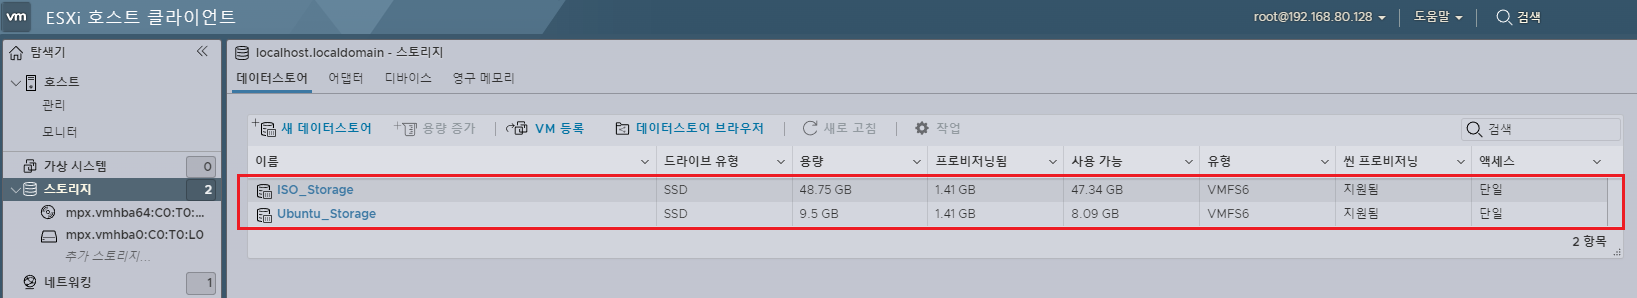 vm ESXi 호스트 클라이언트 root@192.168.80.128 도움말 검색
탐색기
호스트
관리
모니터
가상 시스템 0
스토리지 2
mpx.vmhba64:C0:T0:...
mpx.vmhba0:C0:T0:L0
추가 스토리지...
네트워킹 1
localhost.localdomain - 스토리지
데이터스토어 어댑터 디바이스 영구 메모리
새 데이터스토어 용량 증가 VM 등록 데이터스토어 브라우저 새로 고침 작업 검색
이름 드라이브 유형 용량 프로비저닝됨 사용 가능 유형 씬 프로비저닝 액세스
ISO_Storage SSD 48.75 GB 1.41 GB 47.34 GB VMFS6 지원됨 단일
Ubuntu_Storage SSD 9.5 GB 1.41 GB 8.09 GB VMFS6 지원됨 단일
2 항목